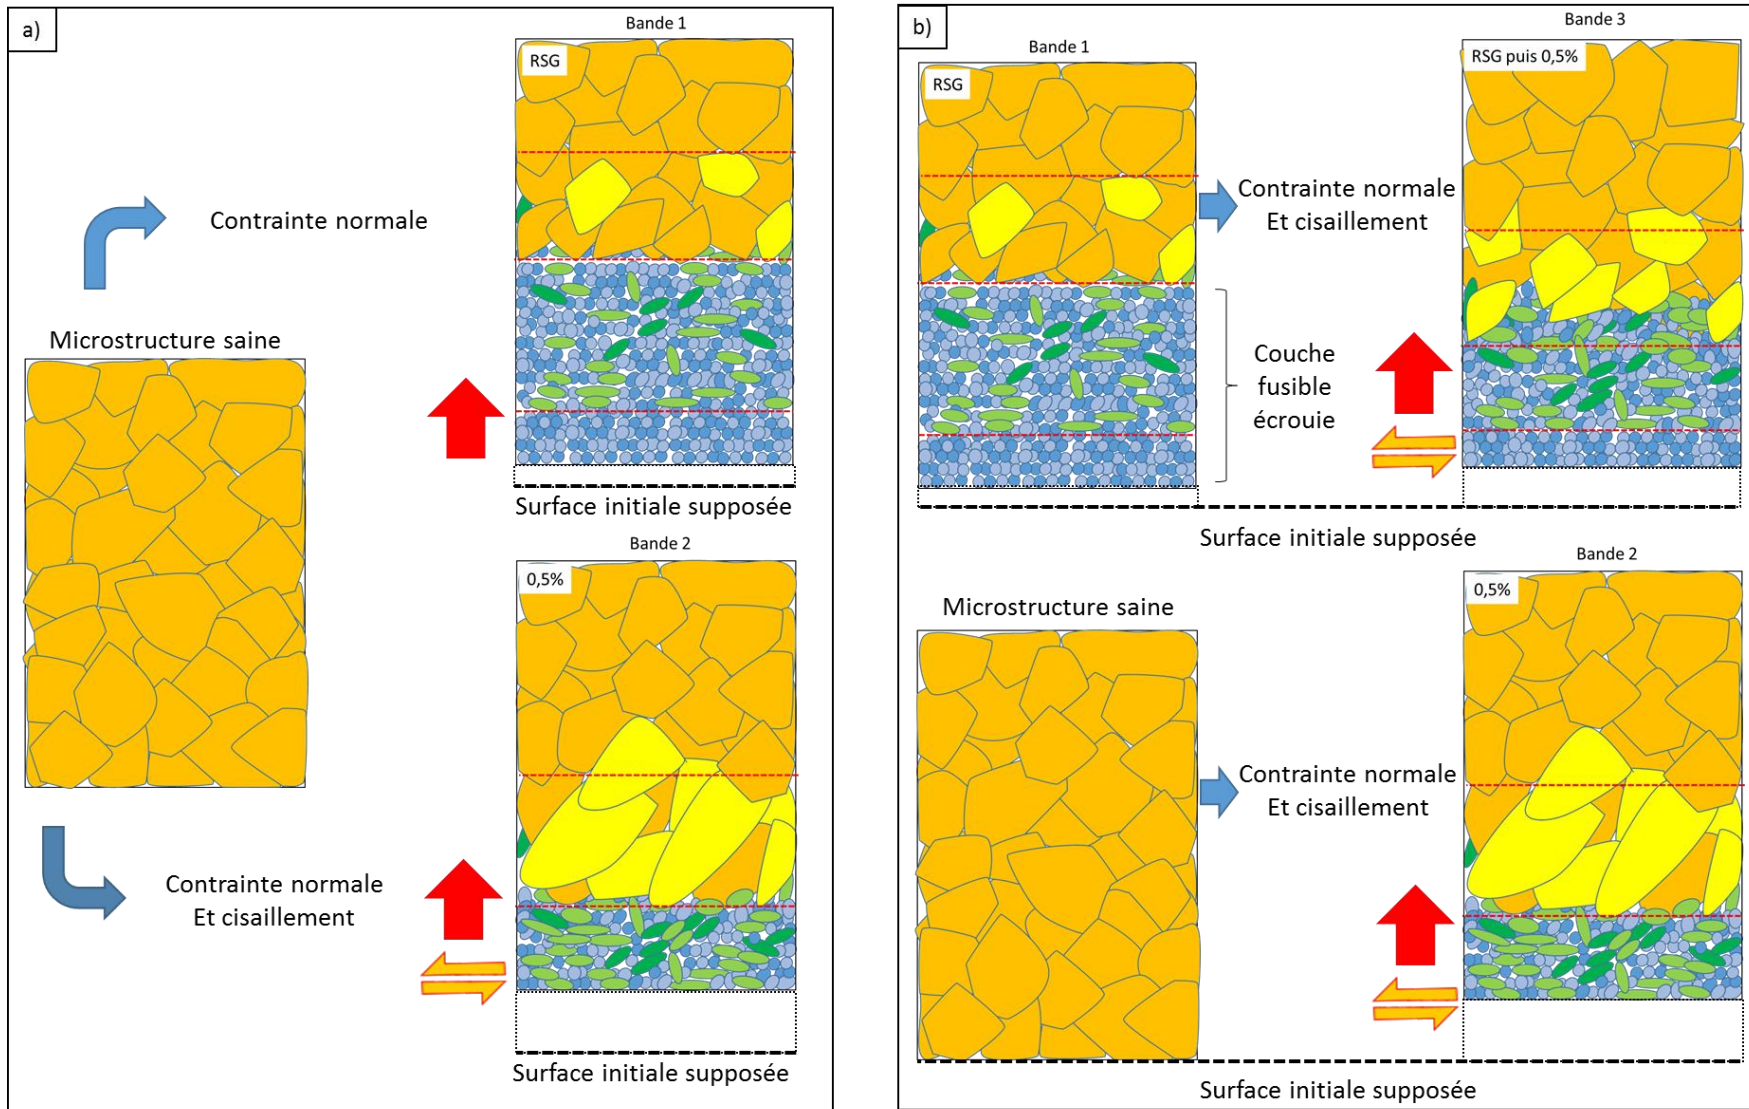 a)
Bande 1
RSG
Contrainte normale
Microstructure saine
Surface initiale supposée
Bande 2
0,5%
Contrainte normale
Et cisaillement
Surface initiale supposée
b)
Bande 1
RSG
Contrainte normale
Et cisaillement
Bande 3
RSG puis 0,5%
Couche
fusible
écrouie
Surface initiale supposée
Microstructure saine
Contrainte normale
Et cisaillement
Bande 2
0,5%
Surface initiale supposée